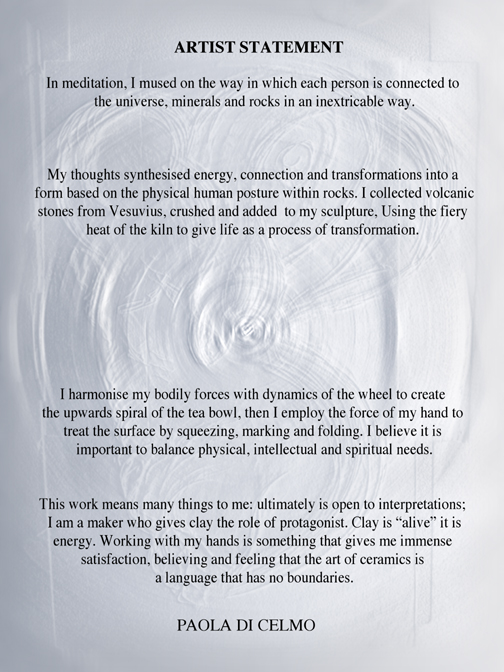 ARTIST STATEMENT
In meditation, I mused on the way in which each person is connected to
the universe, minerals and rocks in an inextricable way.
My thoughts synthesised energy, connection and transformations into a
form based on the physical human posture within rocks. I collected volcanic
stones from Vesuvius, crushed and added to my sculpture, Using the fiery
heat of the kiln to give life as a process of transformation.
I harmonise my bodily forces with dynamics of the wheel to create
the upwards spiral of the tea bowl, then I employ the force of my hand to
treat the surface by squeezing, marking and folding. I believe it is
important to balance physical, intellectual and spiritual needs.
This work means many things to me: ultimately is open to interpretations;
I am a maker who gives clay the role of protagonist. Clay is “alive” it is
energy. Working with my hands is something that gives me immense
satisfaction, believing and feeling that the art of ceramics is
a language that has no boundaries.
PAOLA DI CELMO